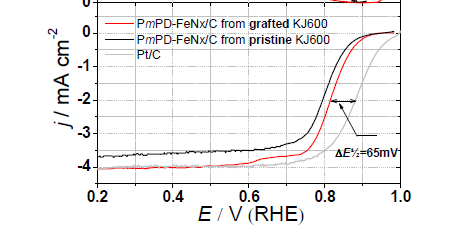 0
PmPD-FeNx/C from grafted KJ600
PmPD-FeNx/C from pristine KJ600
Pt/C
0
-1
-2
-3
-4
j / mA cm-2
ΔE½=65mV
0.2 0.4 0.6 0.8 1.0
E / V (RHE)